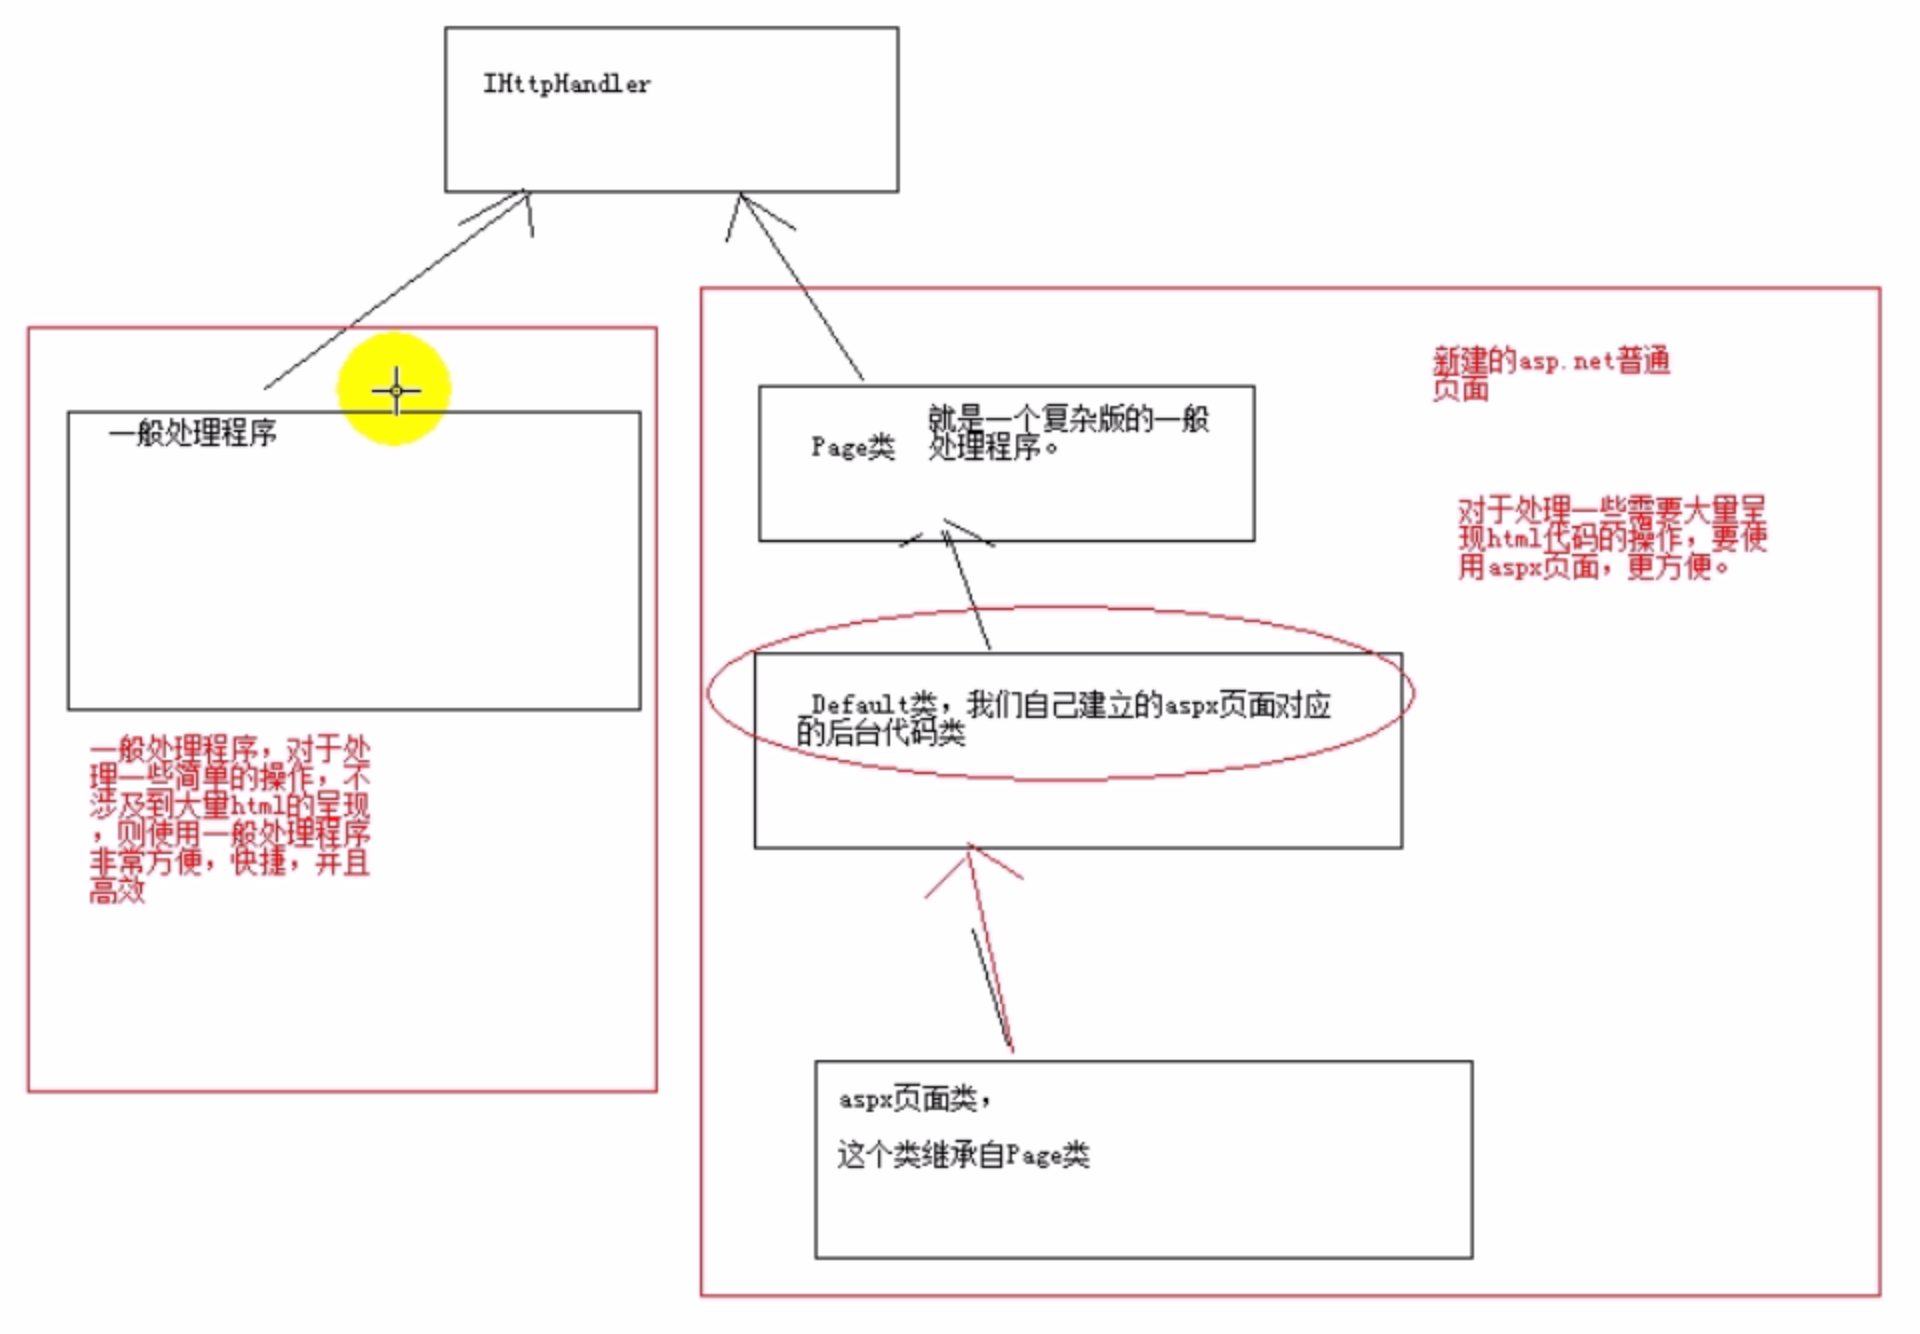 IHttpHandler
一般处理程序
一般处理程序，对于处
理一些简单的操作，不
涉及到大量html的呈现
，则使用一般处理程序
非常方便，快捷，并且
高效
就是一个复杂版的一般
Page类 处理程序。
新建的asp.net普通
页面
对于处理一些需要大量呈
现html代码的操作，要使
用aspx页面，更方便。
_Default类，我们自己建立的aspx页面对应
的后台代码类
aspx页面类，
这个类继承自Page类